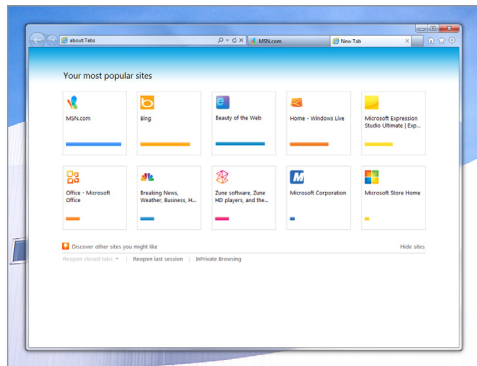 about:Tabs
MSN.com
New Tab
Your most popular sites
MSN.com
Bing
Beauty of the Web
Home - Windows Live
Microsoft Expression
Studio Ultimate | Exp...
Office - Microsoft
Office
Breaking News,
Weather, Business, H...
Zune software, Zune
HD players, and the...
Microsoft Corporation
Microsoft Store Home
Discover other sites you might like
Hide sites
Reopen closed tabs
Reopen last session
InPrivate Browsing